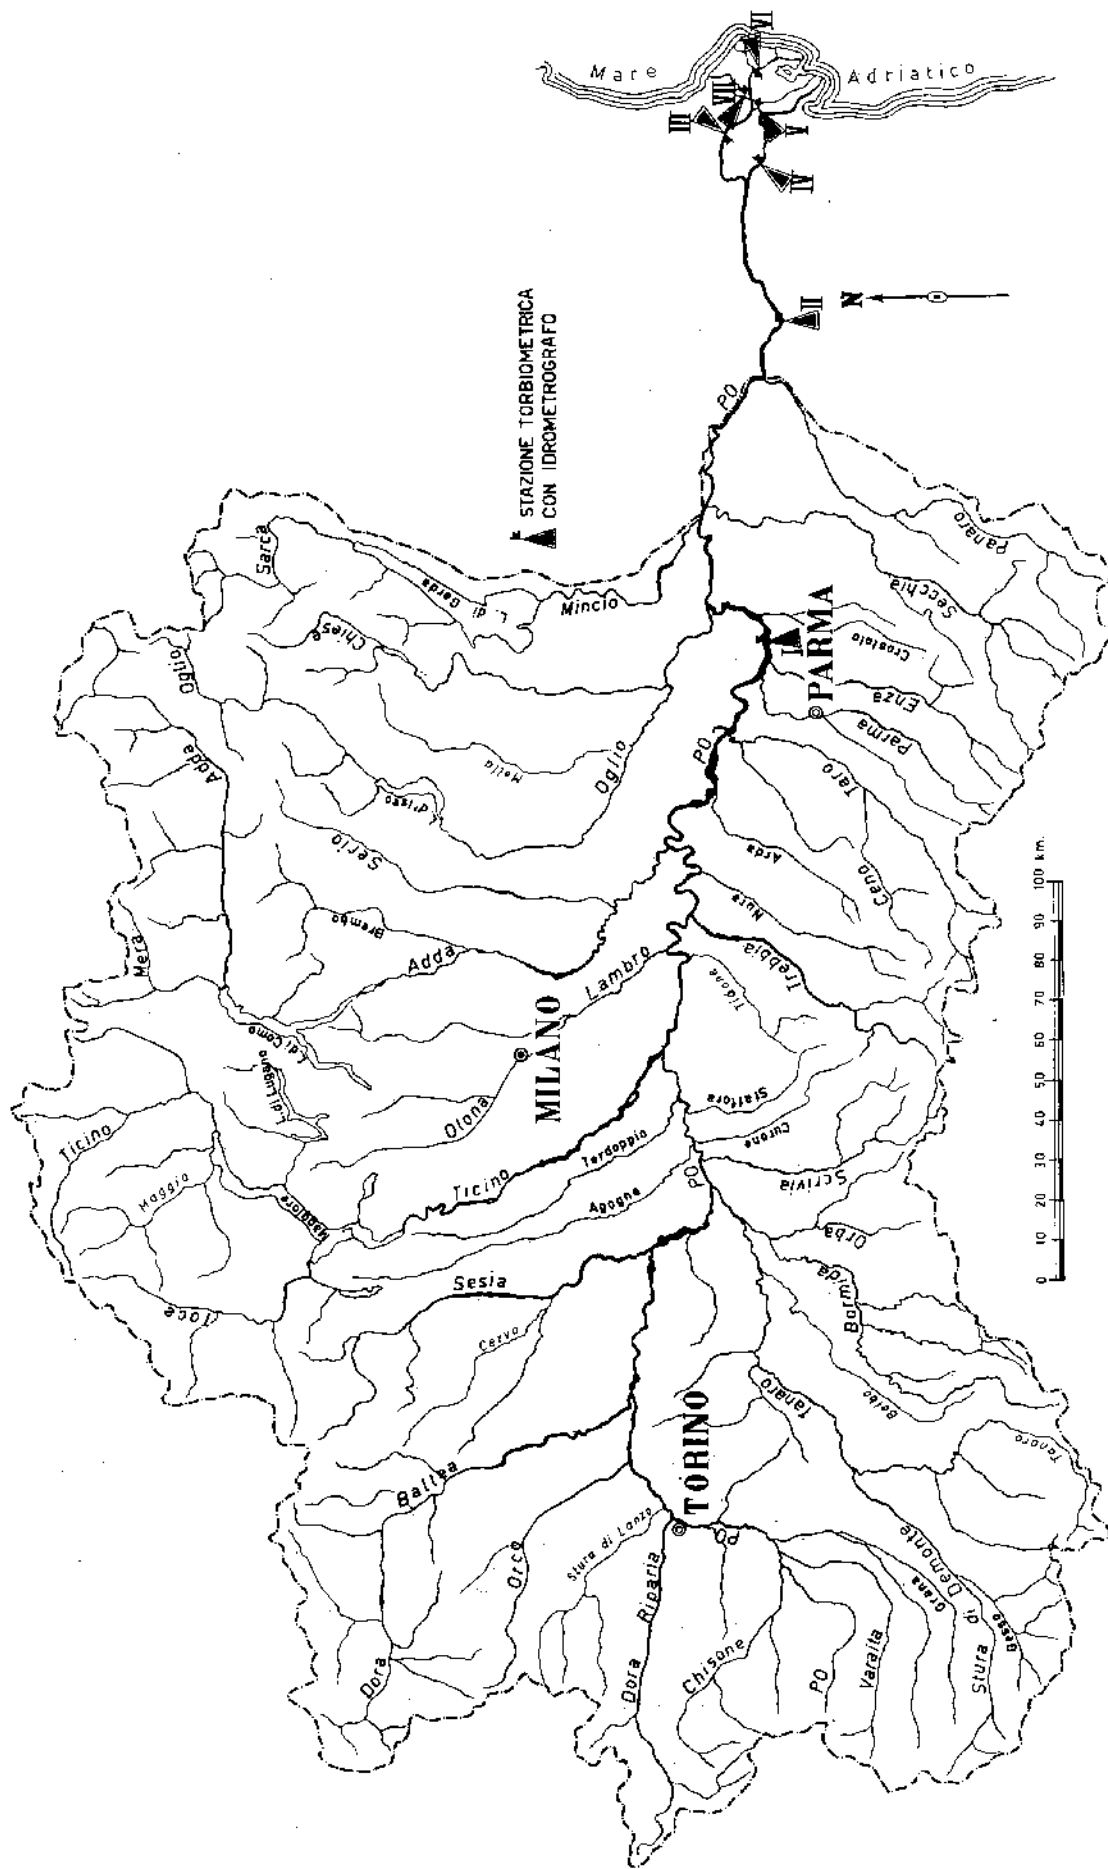 Mare
Adriatico
VI
VII
III
V
IV
II
I
N
STAZIONE TORBIOMETRICA
CON IDROMETROGRAFO
PO
Sarca
L. di Garda
Mincio
Chiese
Oglio
Adda
Mella
L. d'Iseo
Oglio
Serio
Brembo
Adda
Mera
L. di Como
L. di Lugano
Lambro
MILANO
Olona
Ticino
Maggia
Maggiore
Toce
Ticino
Terdoppio
Agogna
Sesia
Cervo
PO
PO
Panaro
Secchia
Crostolo
Enza
PARMA
Parma
Taro
Ceno
Arda
Nure
Trebbia
Tidone
Staffora
Curone
Scrivia
Orba
Bormida
Belbo
Tanaro
Tanaro
TORINO
PO
Dora
Baltea
Orco
Stura di Lanzo
Dora
Riparia
Chisone
PO
Varaita
Grana
Stura
di
Demonte
Gesso
0 10 20 30 40 50 60 70 80 90 100 km.